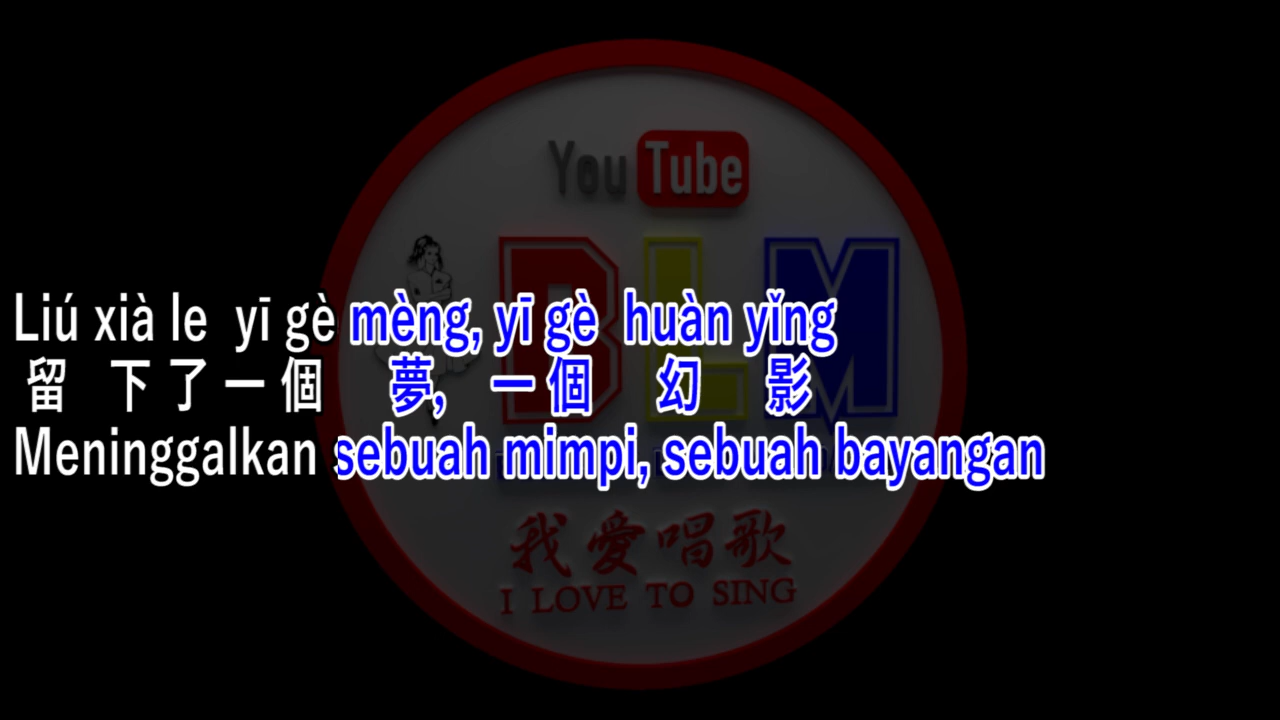 YouTube
BLM
Liú xià le yī gè mèng, yī gè huàn yǐng
留 下 了 一 個 夢, 一 個 幻 影
Meninggalkan sebuah mimpi, sebuah bayangan
我愛唱歌
I LOVE TO SING